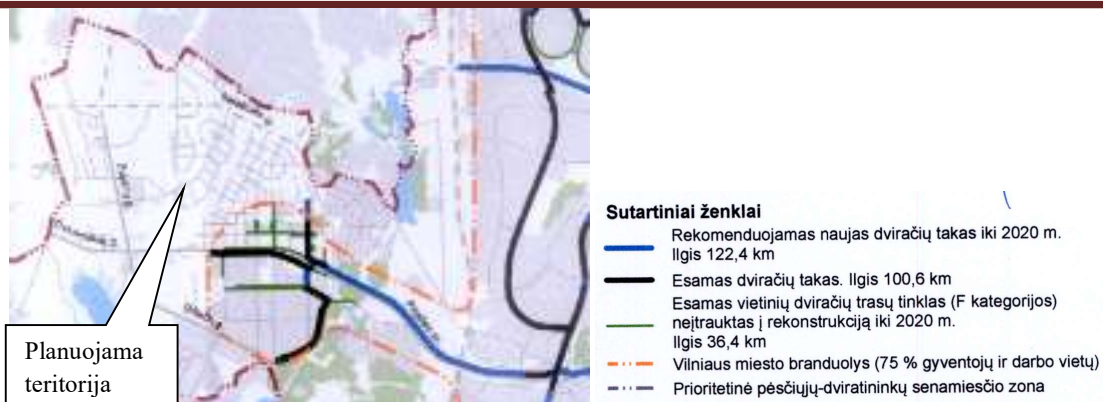 Planuojama
teritorija
Sutartiniai ženklai
Rekomenduojamas naujas dviračių takas iki 2020 m.
Ilgis 122,4 km
Esamas dviračių takas. Ilgis 100,6 km
Esamas vietinių dviračių trasų tinklas (F kategorijos)
neįtrauktas į rekonstrukciją iki 2020 m.
Ilgis 36,4 km
Vilniaus miesto branduolys (75 % gyventojų ir darbo vietų)
Prioritetinė pėsčiųjų-dviratininkų senamiesčio zona